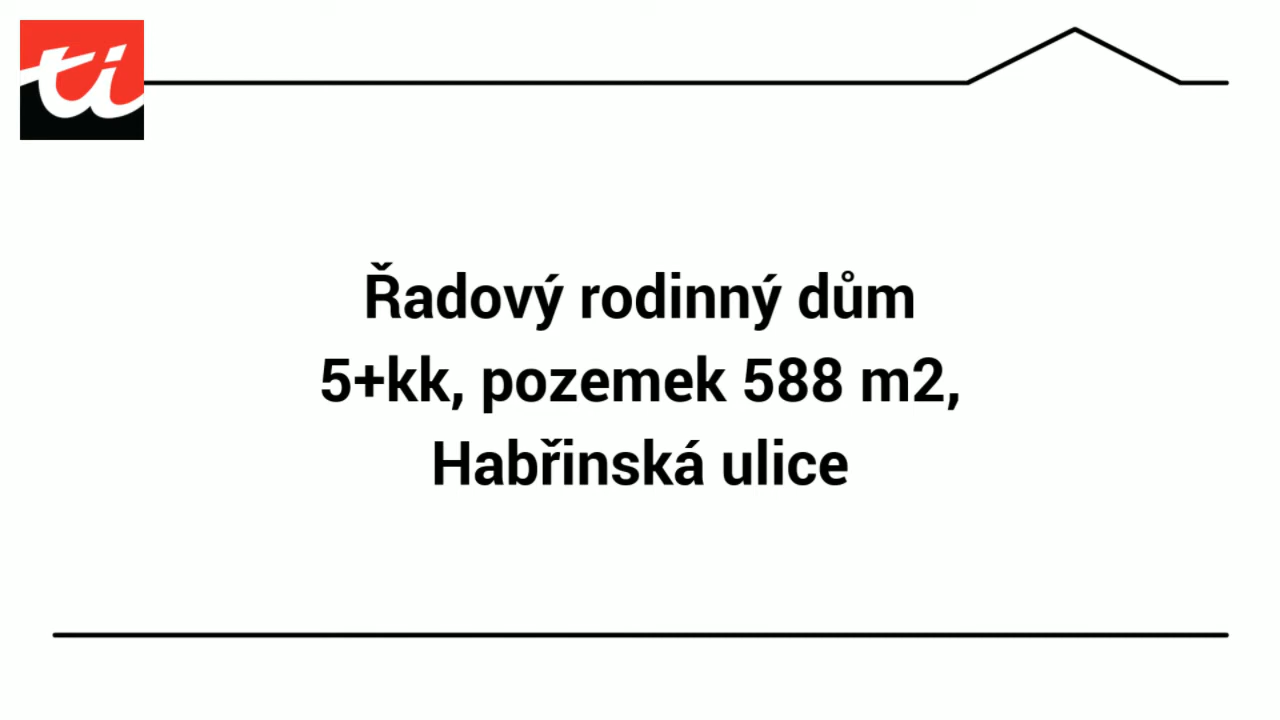 ti
Řadový rodinný dům
5+kk, pozemek 588 m2,
Habřinská ulice